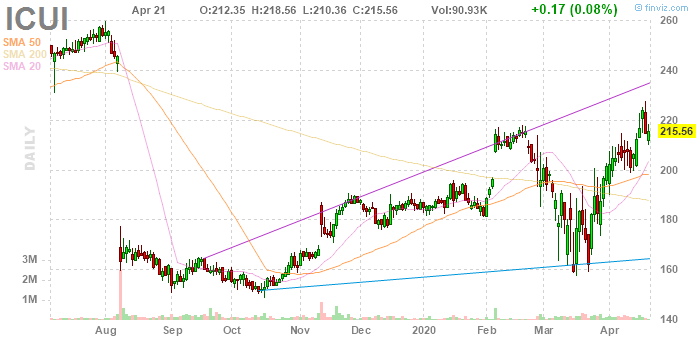 ICUI Apr 21 O:212.35 H:218.56 L:210.36 C:215.56 Vol:90.93K +0.17 (0.08%) © finviz.com
SMA 50
SMA 200
SMA 20
DAILY
260
240
220
215.56
200
180
160
140
3M
2M
1M
Aug Sep Oct Nov Dec 2020 Feb Mar Apr